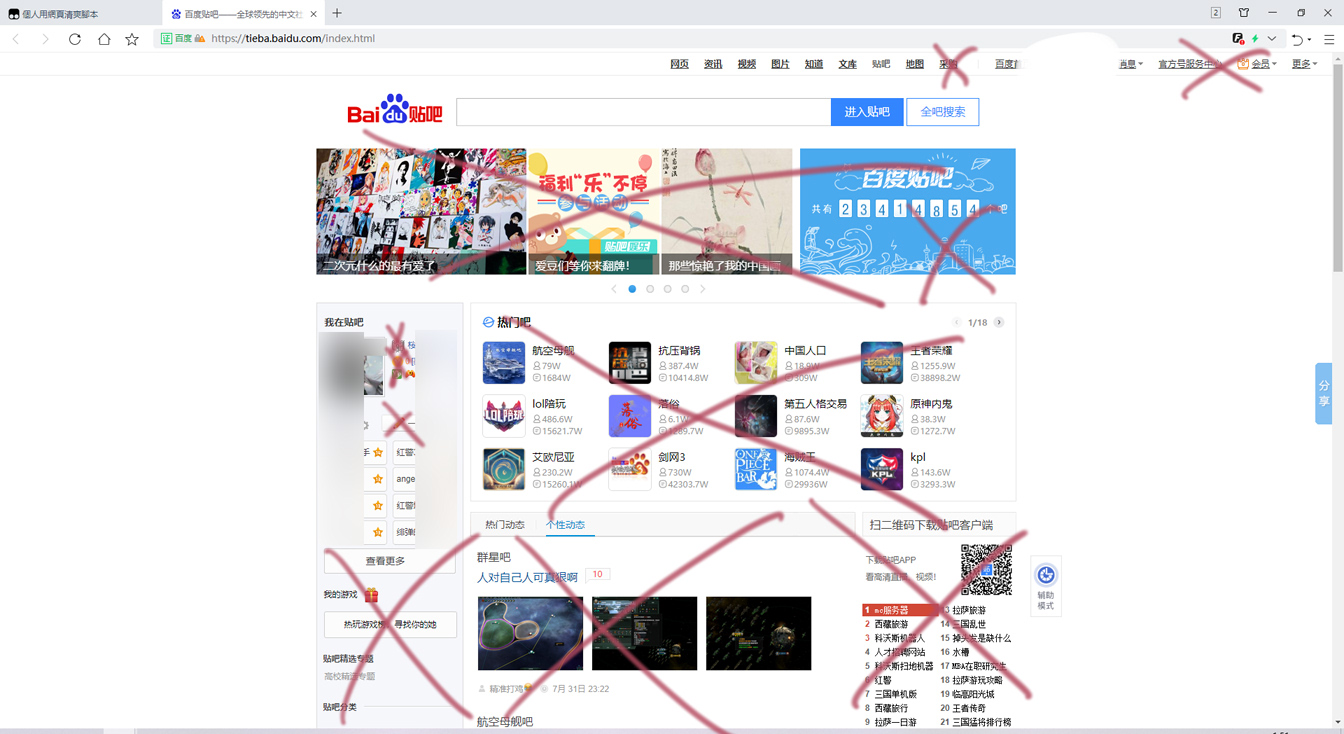 個人用網頁清爽腳本
百度贴吧——全球领先的中文社
2
证 百度
https://tieba.baidu.com/index.html
网页 资讯 视频 图片 知道 文库 贴吧 地图 采购 百度首 消息 官方号服务中心 会员 更多
Bai du 贴吧
进入贴吧
全吧搜索
二次元什么的最有爱了
福利“乐”不停
参与活动
贴吧娱乐
爱豆们等你来翻牌!
那些惊艳了我的中国画
百度贴吧
共有 2 3 4 1 4 8 5 4 个吧
我在贴吧
热门吧
1/18
航空母舰
79W
1684W
抗压背锅
387.4W
10414.8W
中国人口
18.9W
309W
王者荣耀
1255.9W
38898.2W
lol陪玩
486.6W
15621.7W
落俗
6.1W
1289.7W
第五人格交易
87.6W
9895.3W
原神内鬼
38.3W
1272.7W
艾欧尼亚
230.2W
15260.1W
剑网3
730W
42303.7W
海贼王
1074.4W
29936W
kpl
143.6W
3293.3W
红警
ange
红警
绯弹
查看更多
我的游戏
热玩游戏榜，寻找你的她
贴吧精选专题
高校精选专题
贴吧分类
热门动态 个性动态
群星吧
人对自己人可真狠啊 10
精准打鸡 7月31日 23:22
航空母舰吧
扫二维码下载贴吧客户端
下载贴吧APP
看高清直播、视频!
1 mc服务器
2 西藏旅游
3 科沃斯机器人
4 人才招聘网站
5 科沃斯扫地机器
6 红警
7 三国单机版
8 西藏旅行
9 拉萨一日游
13 拉萨旅游
14 三国乱世
15 掉头发是缺什么
16 水槽
17 MBA在职研究生
18 拉萨游玩攻略
19 临高阳光城
20 王者传奇
21 三国猛将排行榜
分享
辅助
模式